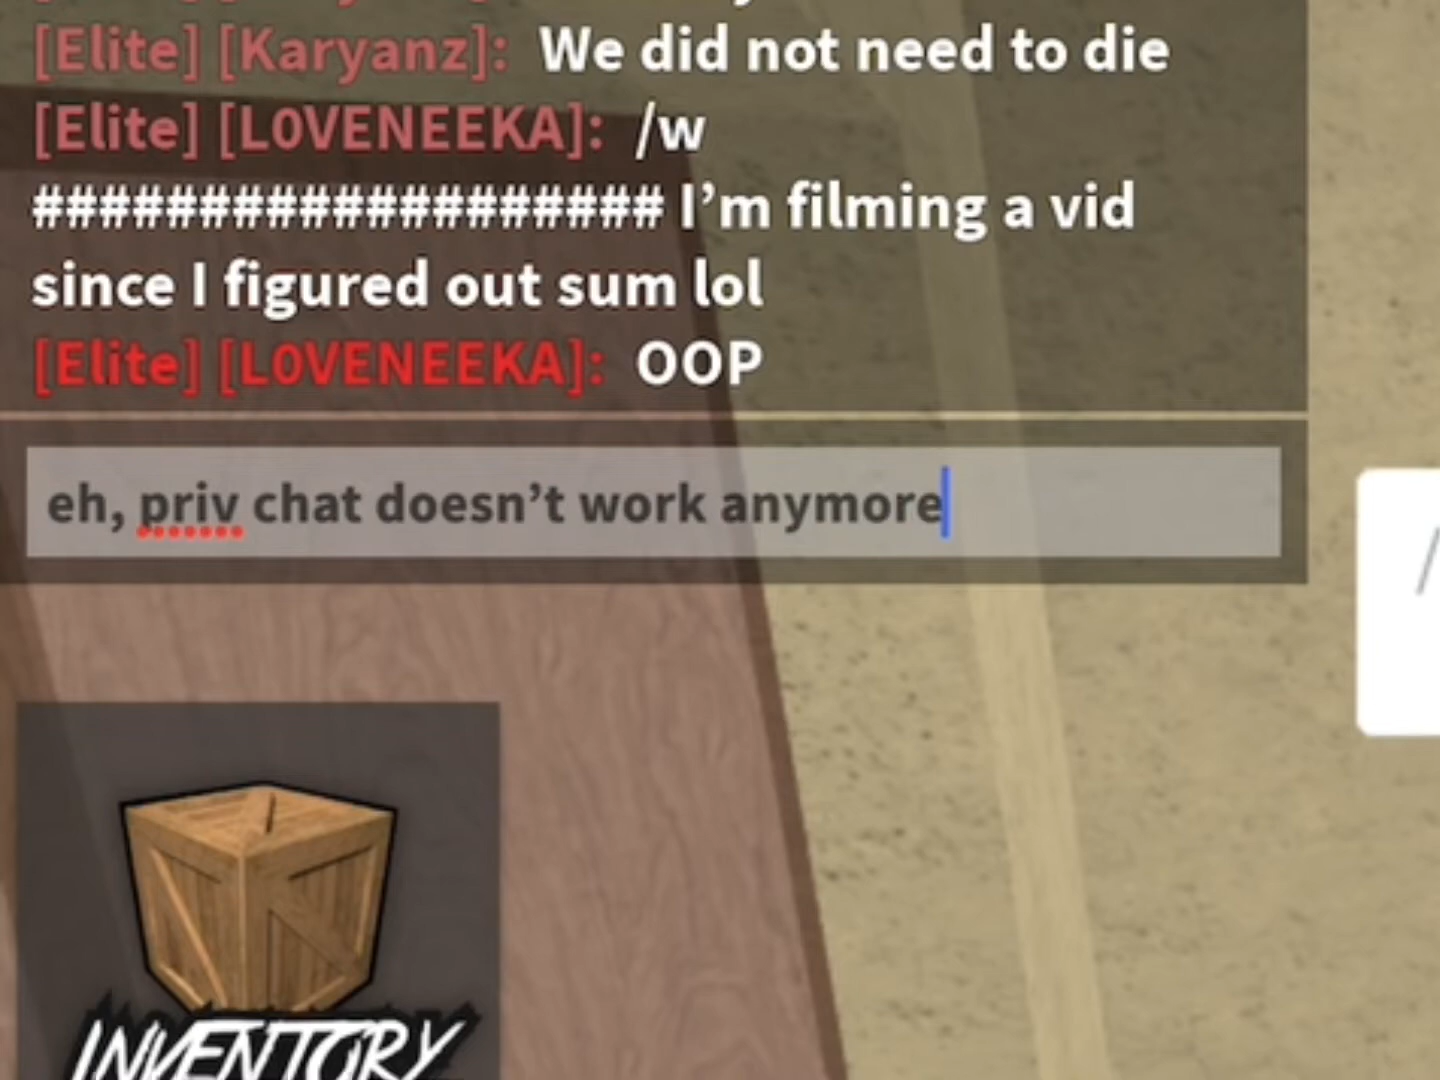 [Elite] [Karyanz]: We did not need to die
[Elite] [L0VENEEKA]: /w
################### I’m filming a vid
since I figured out sum lol
[Elite] [L0VENEEKA]: OOP
eh, priv chat doesn’t work anymore
/
INVENTORY